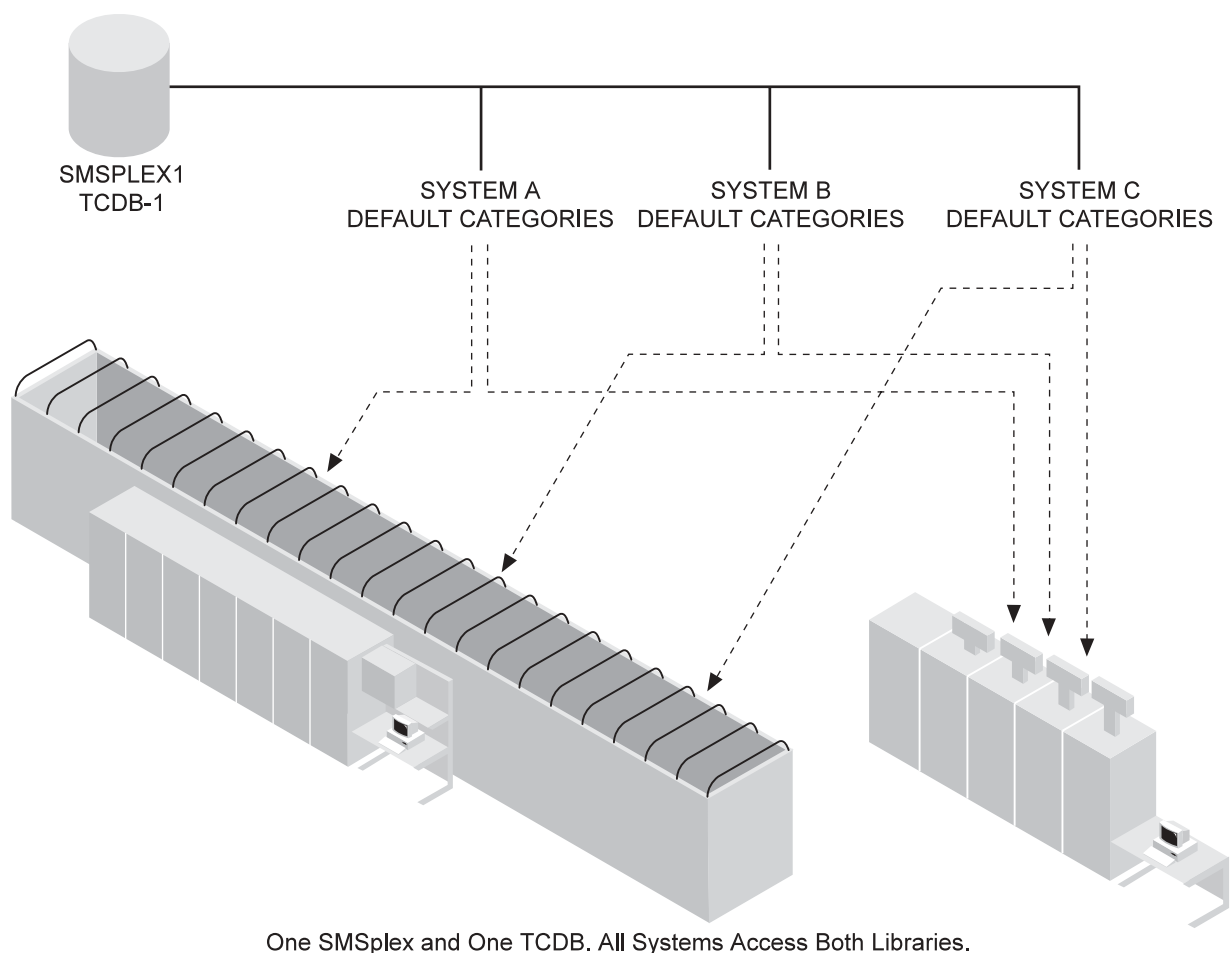 SMSPLEX1
TCDB-1
SYSTEM A
DEFAULT CATEGORIES
SYSTEM B
DEFAULT CATEGORIES
SYSTEM C
DEFAULT CATEGORIES
One SMSplex and One TCDB. All Systems Access Both Libraries.